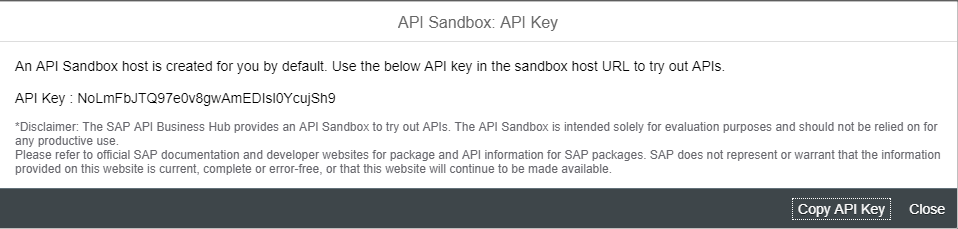 API Sandbox: API Key
An API Sandbox host is created for you by default. Use the below API key in the sandbox host URL to try out APIs.
API Key : NoLmFbJTQ97e0v8gwAmEDIsI0YcujSh9
*Disclaimer: The SAP API Business Hub provides an API Sandbox to try out APIs. The API Sandbox is intended solely for evaluation purposes and should not be relied on for
any productive use.
Please refer to official SAP documentation and developer websites for package and API information for SAP packages. SAP does not represent or warrant that the information
provided on this website is current, complete or error-free, or that this website will continue to be made available.
Copy API Key Close